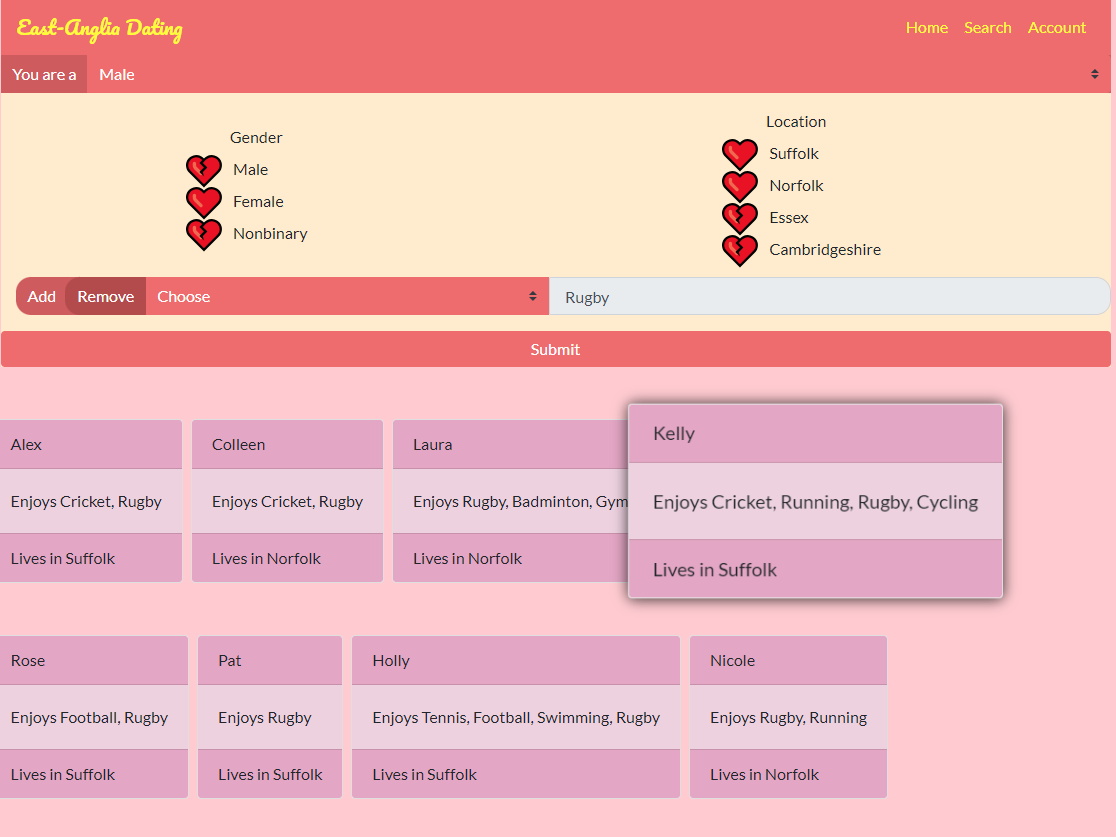 East-Anglia Dating
Home Search Account
You are a Male
Gender
Male
Female
Nonbinary
Location
Suffolk
Norfolk
Essex
Cambridgeshire
Add Remove Choose Rugby
Submit
Alex
Enjoys Cricket, Rugby
Lives in Suffolk
Colleen
Enjoys Cricket, Rugby
Lives in Norfolk
Laura
Enjoys Rugby, Badminton, Gym
Lives in Norfolk
Kelly
Enjoys Cricket, Running, Rugby, Cycling
Lives in Suffolk
Rose
Enjoys Football, Rugby
Lives in Suffolk
Pat
Enjoys Rugby
Lives in Suffolk
Holly
Enjoys Tennis, Football, Swimming, Rugby
Lives in Suffolk
Nicole
Enjoys Rugby, Running
Lives in Norfolk